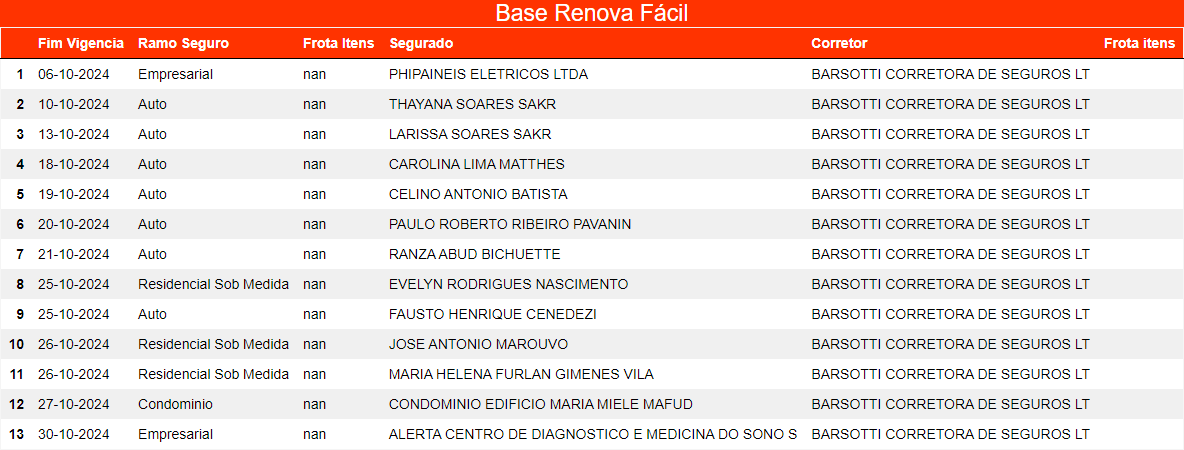 Base Renova Fácil
Fim Vigencia Ramo Seguro Frota Itens Segurado Corretor Frota itens
1 06-10-2024 Empresarial nan PHIPAINEIS ELETRICOS LTDA BARSOTTI CORRETORA DE SEGUROS LT
2 10-10-2024 Auto nan THAYANA SOARES SAKR BARSOTTI CORRETORA DE SEGUROS LT
3 13-10-2024 Auto nan LARISSA SOARES SAKR BARSOTTI CORRETORA DE SEGUROS LT
4 18-10-2024 Auto nan CAROLINA LIMA MATTHES BARSOTTI CORRETORA DE SEGUROS LT
5 19-10-2024 Auto nan CELINO ANTONIO BATISTA BARSOTTI CORRETORA DE SEGUROS LT
6 20-10-2024 Auto nan PAULO ROBERTO RIBEIRO PAVANIN BARSOTTI CORRETORA DE SEGUROS LT
7 21-10-2024 Auto nan RANZA ABUD BICHUETTE BARSOTTI CORRETORA DE SEGUROS LT
8 25-10-2024 Residencial Sob Medida nan EVELYN RODRIGUES NASCIMENTO BARSOTTI CORRETORA DE SEGUROS LT
9 25-10-2024 Auto nan FAUSTO HENRIQUE CENEDEZI BARSOTTI CORRETORA DE SEGUROS LT
10 26-10-2024 Residencial Sob Medida nan JOSE ANTONIO MAROUVO BARSOTTI CORRETORA DE SEGUROS LT
11 26-10-2024 Residencial Sob Medida nan MARIA HELENA FURLAN GIMENES VILA BARSOTTI CORRETORA DE SEGUROS LT
12 27-10-2024 Condominio nan CONDOMINIO EDIFICIO MARIA MIELE MAFUD BARSOTTI CORRETORA DE SEGUROS LT
13 30-10-2024 Empresarial nan ALERTA CENTRO DE DIAGNOSTICO E MEDICINA DO SONO S BARSOTTI CORRETORA DE SEGUROS LT